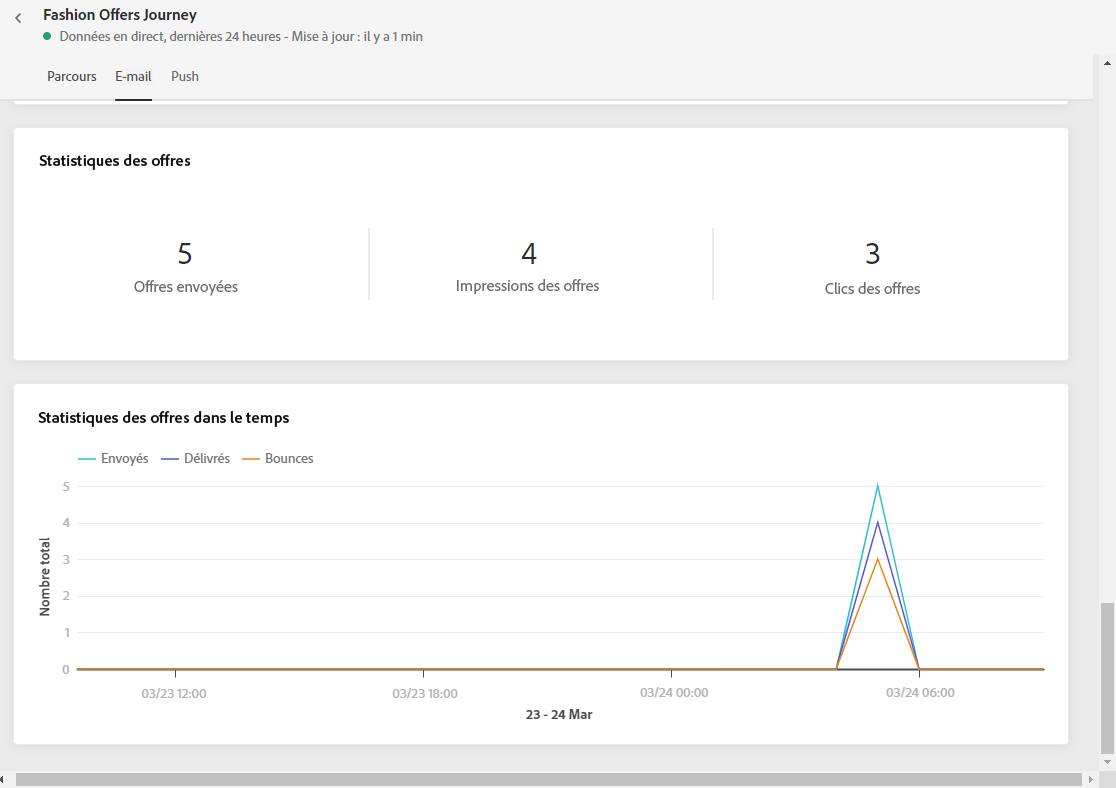 Fashion Offers Journey
Données en direct, dernières 24 heures - Mise à jour : il y a 1 min
Parcours E-mail Push
Statistiques des offres
5 4 3
Offres envoyées Impressions des offres Clics des offres
Statistiques des offres dans le temps
Envoyés Délivrés Bounces
5
4
3
2
1
0
Nombre total
03/23 12:00 03/23 18:00 03/24 00:00 03/24 06:00
23 - 24 Mar